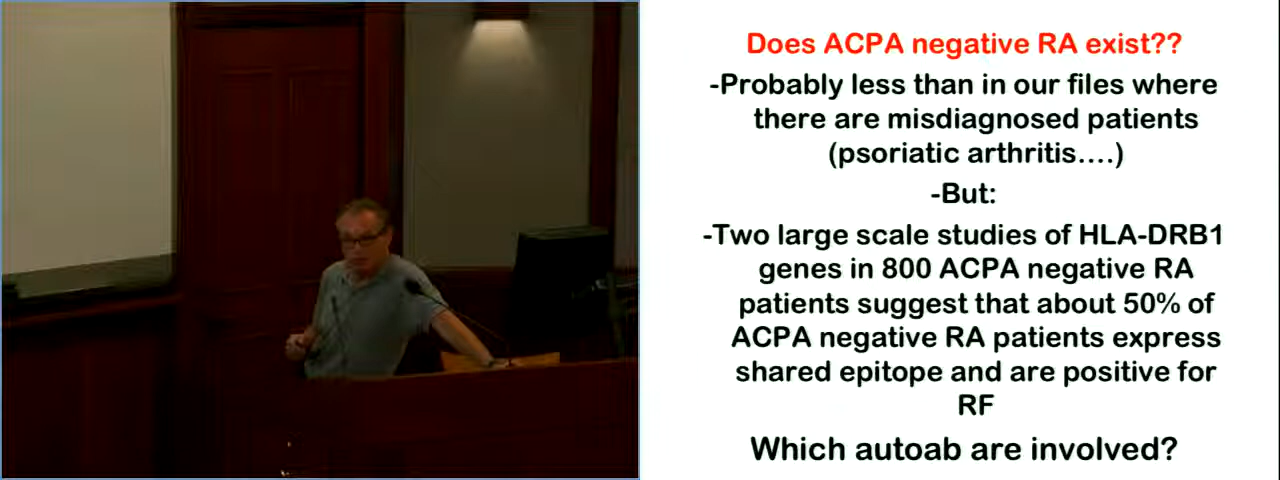 Does ACPA negative RA exist??
-Probably less than in our files where
there are misdiagnosed patients
(psoriatic arthritis....)
-But:
-Two large scale studies of HLA-DRB1
genes in 800 ACPA negative RA
patients suggest that about 50% of
ACPA negative RA patients express
shared epitope and are positive for
RF
Which autoab are involved?